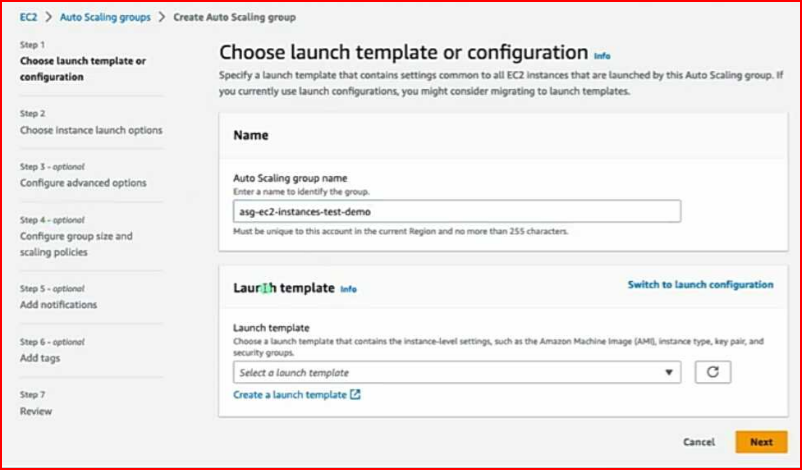 EC2 > Auto Scaling groups > Create Auto Scaling group
Step 1
Choose launch template or
configuration
Step 2
Choose instance launch options
Step 3 - optional
Configure advanced options
Step 4 - optional
Configure group size and
scaling policies
Step 5 - optional
Add notifications
Step 6 - optional
Add tags
Step 7
Review
Choose launch template or configuration Info
Specify a launch template that contains settings common to all EC2 instances that are launched by this Auto Scaling group. If
you currently use launch configurations, you might consider migrating to launch templates.
Name
Auto Scaling group name
Enter a name to identify the group.
asg-ec2-instances-test-demo
Must be unique to this account in the current Region and no more than 255 characters.
Launch template Info
Switch to launch configuration
Launch template
Choose a launch template that contains the instance-level settings, such as the Amazon Machine Image (AMI), instance type, key pair, and
security groups.
Select a launch template
Create a launch template
Cancel
Next